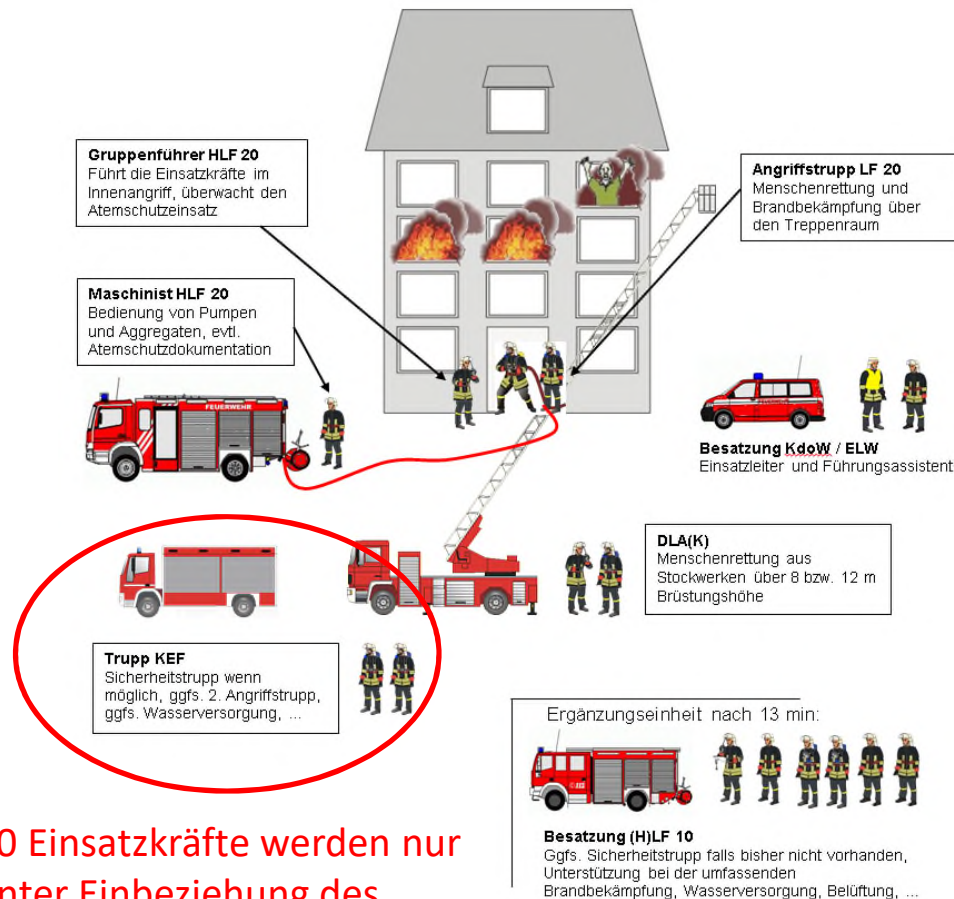 Gruppenführer HLF 20
Führt die Einsatzkräfte im
Innenangriff, überwacht den
Atemschutzeinsatz
Angriffstrupp LF 20
Menschenrettung und
Brandbekämpfung über
den Treppenraum
Maschinist HLF 20
Bedienung von Pumpen
und Aggregaten, evtl.
Atemschutzdokumentation
FEUERWEHR
Besatzung KdoW / ELW
Einsatzleiter und Führungsassistent
DLA(K)
Menschenrettung aus
Stockwerken über 8 bzw. 12 m
Brüstungshöhe
Trupp KEF
Sicherheitstrupp wenn
möglich, ggfs. 2. Angriffstrupp,
ggfs. Wasserversorgung, ...
Ergänzungseinheit nach 13 min:
Besatzung (H)LF 10
Ggfs. Sicherheitstrupp falls bisher nicht vorhanden,
Unterstützung bei der umfassenden
Brandbekämpfung, Wasserversorgung, Belüftung, ...
0 Einsatzkräfte werden nur
nter Einbeziehung des